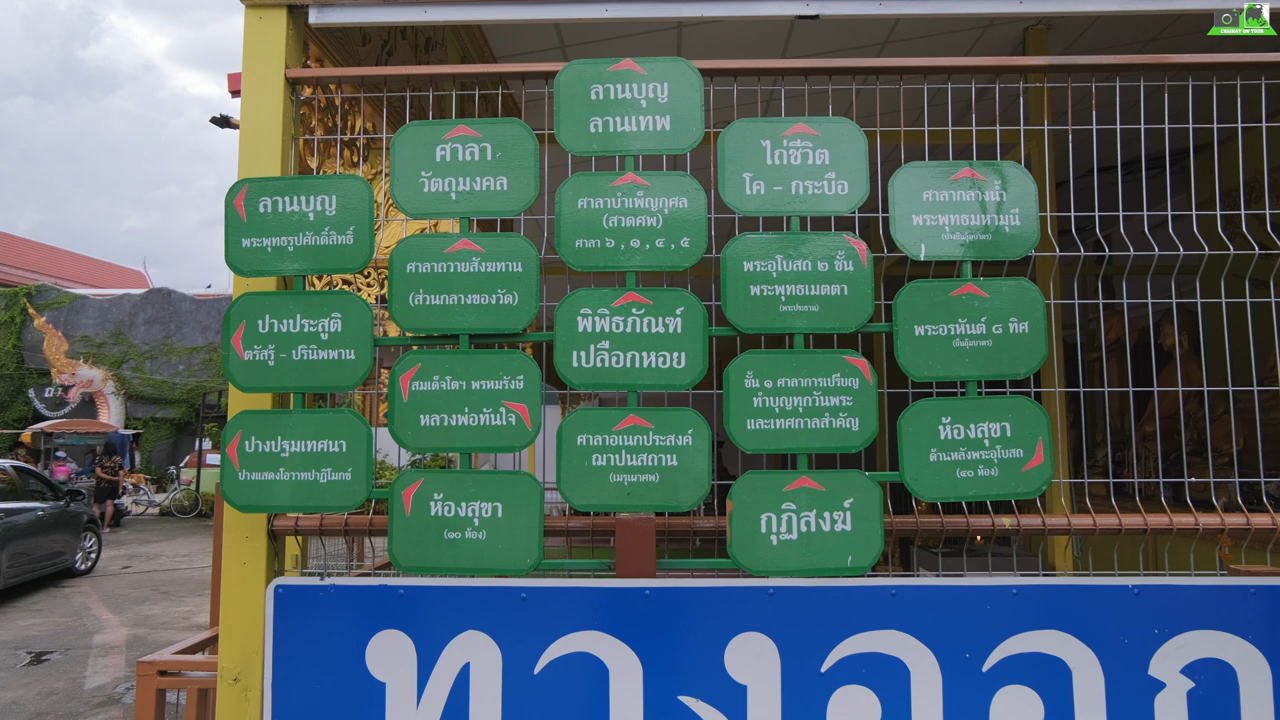 ลานบุญ
พระพุทธรูปศักดิ์สิทธิ์
ปางประสูติ
ตรัสรู้ - ปรินิพพาน
ปางปฐมเทศนา
ปางแสดงโอวาทปาฏิโมกข์
ศาลา
วัตถุมงคล
ศาลาถวายสังฆทาน
(ส่วนกลางของวัด)
สมเด็จโตฯ พรหมรังษี
หลวงพ่อทันใจ
ห้องสุขา
(๑๐ ห้อง)
ลานบุญ
ลานเทพ
ศาลาบำเพ็ญกุศล
(สวดศพ)
ศาลา ๖ , ๑ , ๔ , ๕
พิพิธภัณฑ์
เปลือกหอย
ศาลาอเนกประสงค์
ฌาปนสถาน
(เมรุเผาศพ)
ไถ่ชีวิต
โค - กระบือ
พระอุโบสถ ๒ ชั้น
พระพุทธเมตตา
(พระประธาน)
ชั้น ๑ ศาลาการเปรียญ
ทำบุญทุกวันพระ
และเทศกาลสำคัญ
กุฏิสงฆ์
ศาลากลางน้ำ
พระพุทธมหามุนี
(ปางยืนอุ้มบาตร)
พระอรหันต์ ๘ ทิศ
(ยืนอุ้มบาตร)
ห้องสุขา
ด้านหลังพระอุโบสถ
(๔๐ ห้อง)
ทางออก
CHAINAT ON TOUR